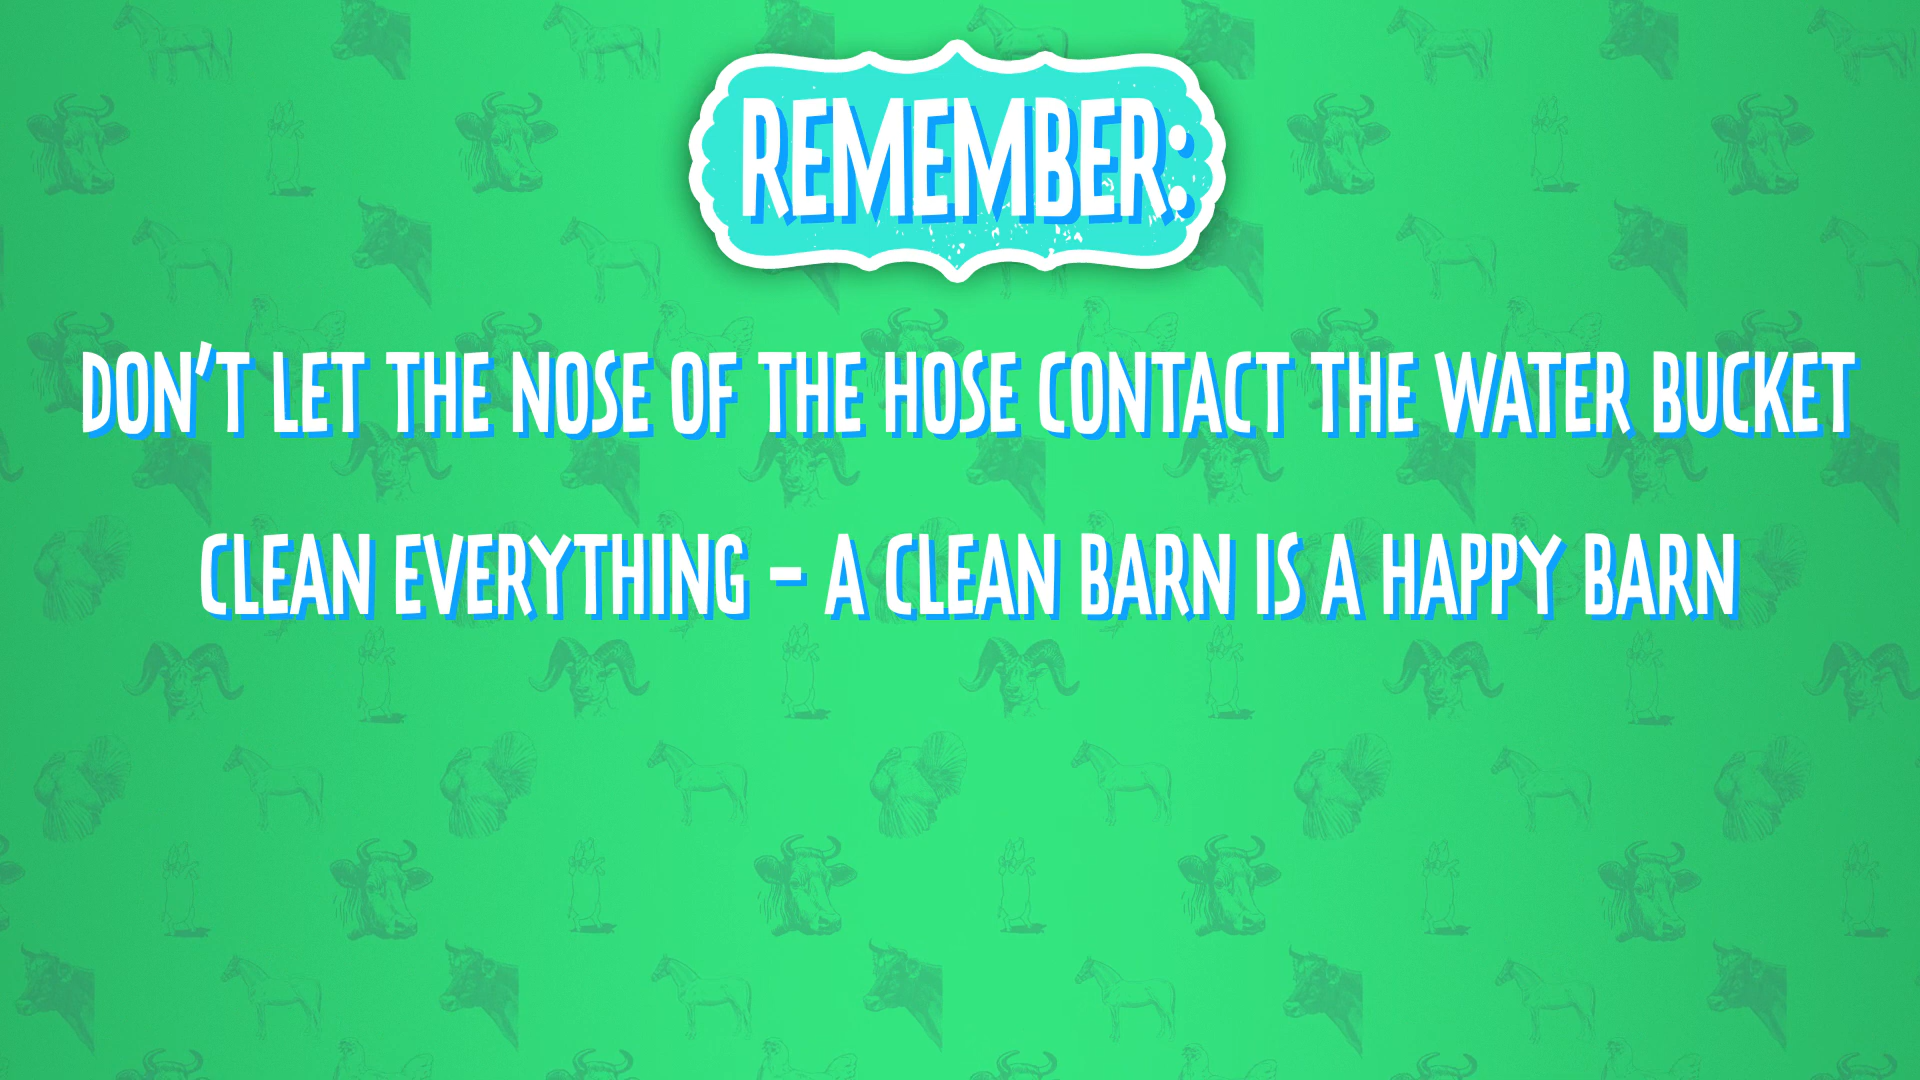 REMEMBER:
DON'T LET THE NOSE OF THE HOSE CONTACT THE WATER BUCKET
CLEAN EVERYTHING - A CLEAN BARN IS A HAPPY BARN